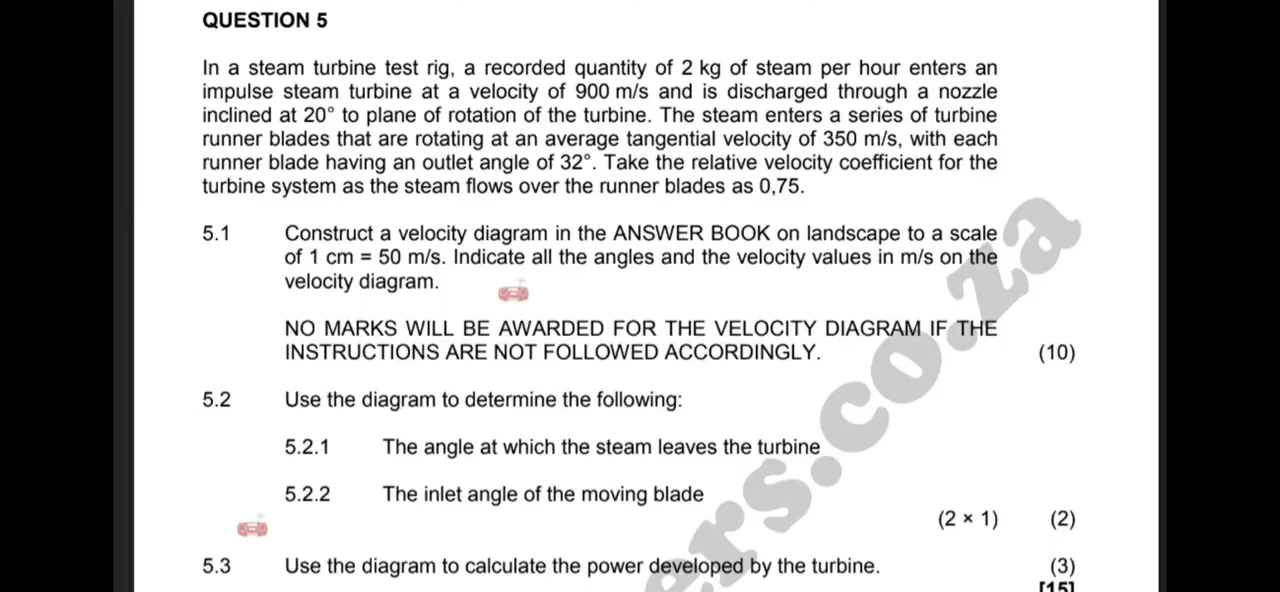 QUESTION 5
In a steam turbine test rig, a recorded quantity of 2 kg of steam per hour enters an
impulse steam turbine at a velocity of 900 m/s and is discharged through a nozzle
inclined at 20° to plane of rotation of the turbine. The steam enters a series of turbine
runner blades that are rotating at an average tangential velocity of 350 m/s, with each
runner blade having an outlet angle of 32°. Take the relative velocity coefficient for the
turbine system as the steam flows over the runner blades as 0,75.
5.1 Construct a velocity diagram in the ANSWER BOOK on landscape to a scale
of 1 cm = 50 m/s. Indicate all the angles and the velocity values in m/s on the
velocity diagram.
NO MARKS WILL BE AWARDED FOR THE VELOCITY DIAGRAM IF THE
INSTRUCTIONS ARE NOT FOLLOWED ACCORDINGLY. (10)
5.2 Use the diagram to determine the following:
5.2.1 The angle at which the steam leaves the turbine
5.2.2 The inlet angle of the moving blade
(2 × 1) (2)
5.3 Use the diagram to calculate the power developed by the turbine. (3)
[15]
ers.co.za